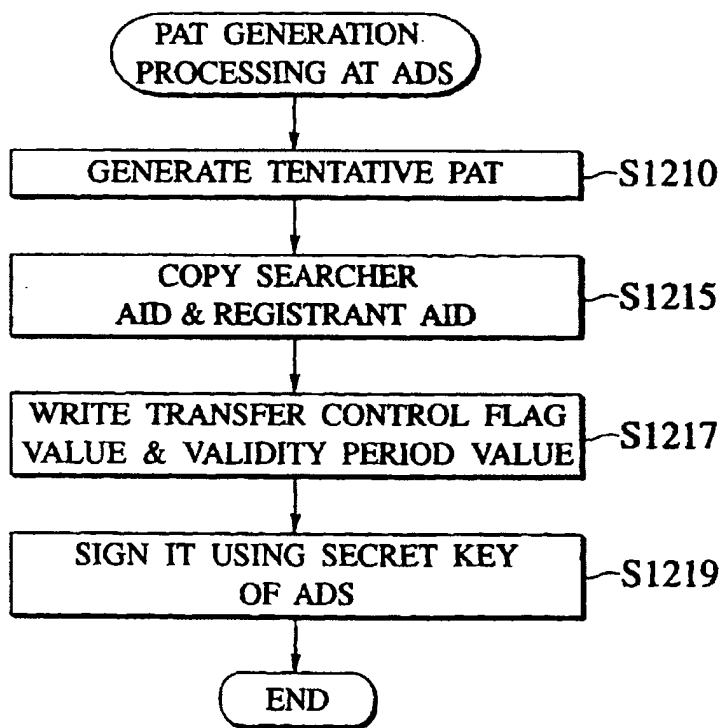 PAT GENERATION
PROCESSING AT ADS
GENERATE TENTATIVE PAT
S1210
COPY SEARCHER
AID & REGISTRANT AID
S1215
WRITE TRANSFER CONTROL FLAG
VALUE & VALIDITY PERIOD VALUE
S1217
SIGN IT USING SECRET KEY
OF ADS
S1219
END